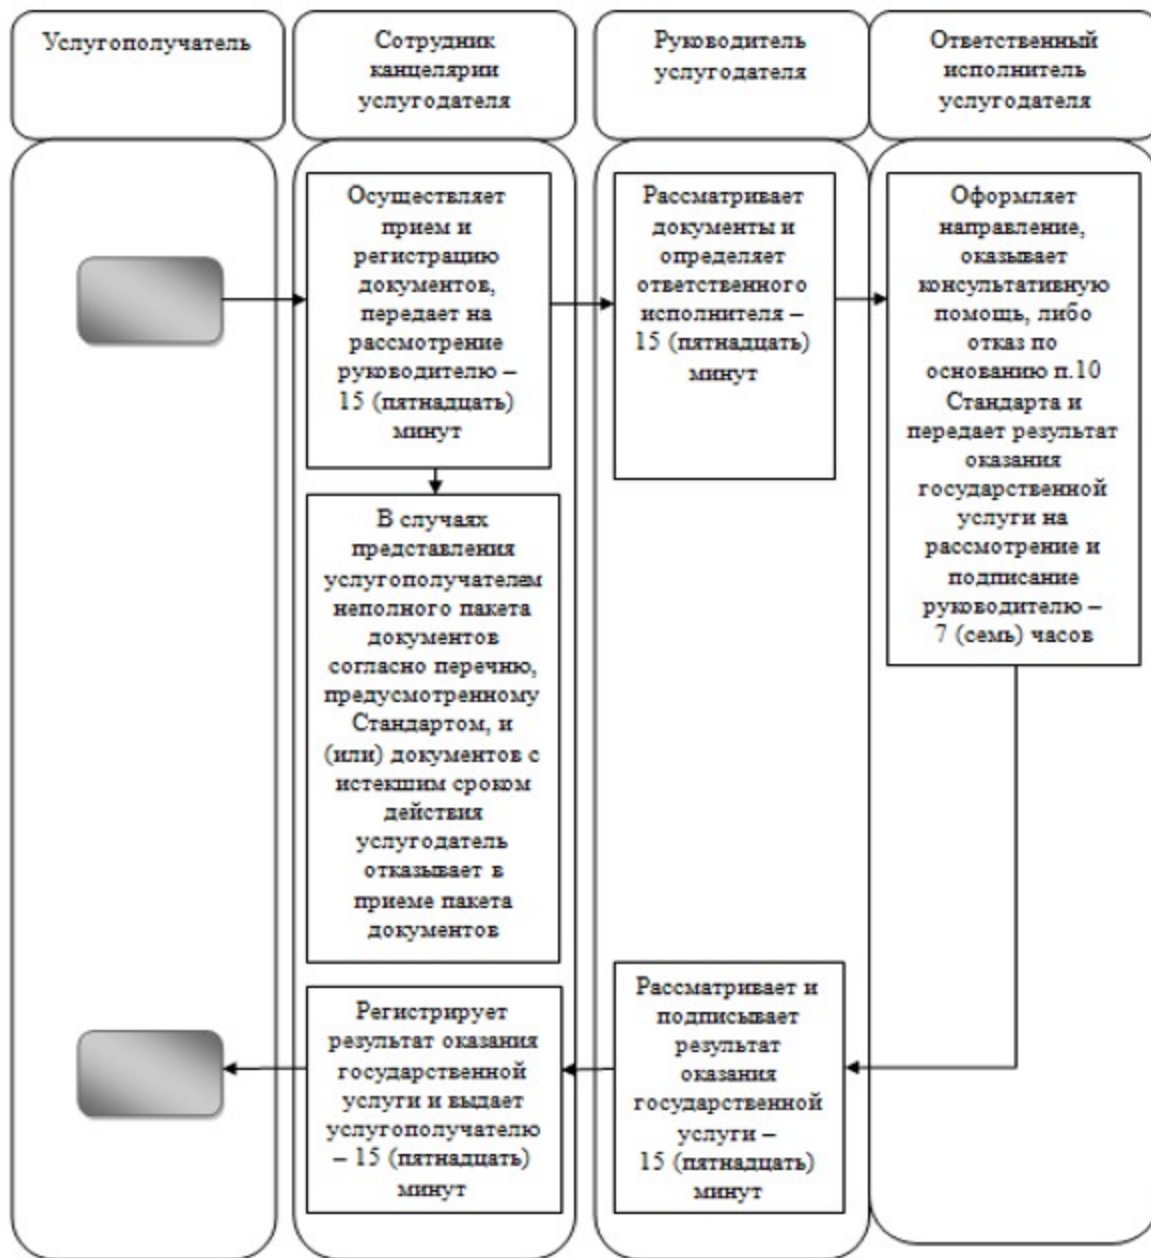 Услугополучатель
Сотрудник
канцелярии
услугодателя
Руководитель
услугодателя
Ответственный
исполнитель
услугодателя
Осуществляет
прием и
регистрацию
документов,
передает на
рассмотрение
руководителю –
15 (пятнадцать)
минут
Рассматривает
документы и
определяет
ответственного
исполнителя –
15 (пятнадцать)
минут
Оформляет
направление,
оказывает
консультативную
помощь, либо
отказ по
основанию п.10
Стандарта и
передает результат
оказания
государственной
услуги на
рассмотрение и
подписание
руководителю –
7 (семь) часов
В случаях
представления
услугополучателем
неполного пакета
документов
согласно перечню,
предусмотренному
Стандартом, и
(или) документов с
истекшим сроком
действия
услугодатель
отказывает в
приеме пакета
документов
Рассматривает и
подписывает
результат
оказания
государственной
услуги –
15 (пятнадцать)
минут
Регистрирует
результат оказания
государственной
услуги и выдает
услугополучателю
– 15 (пятнадцать)
минут